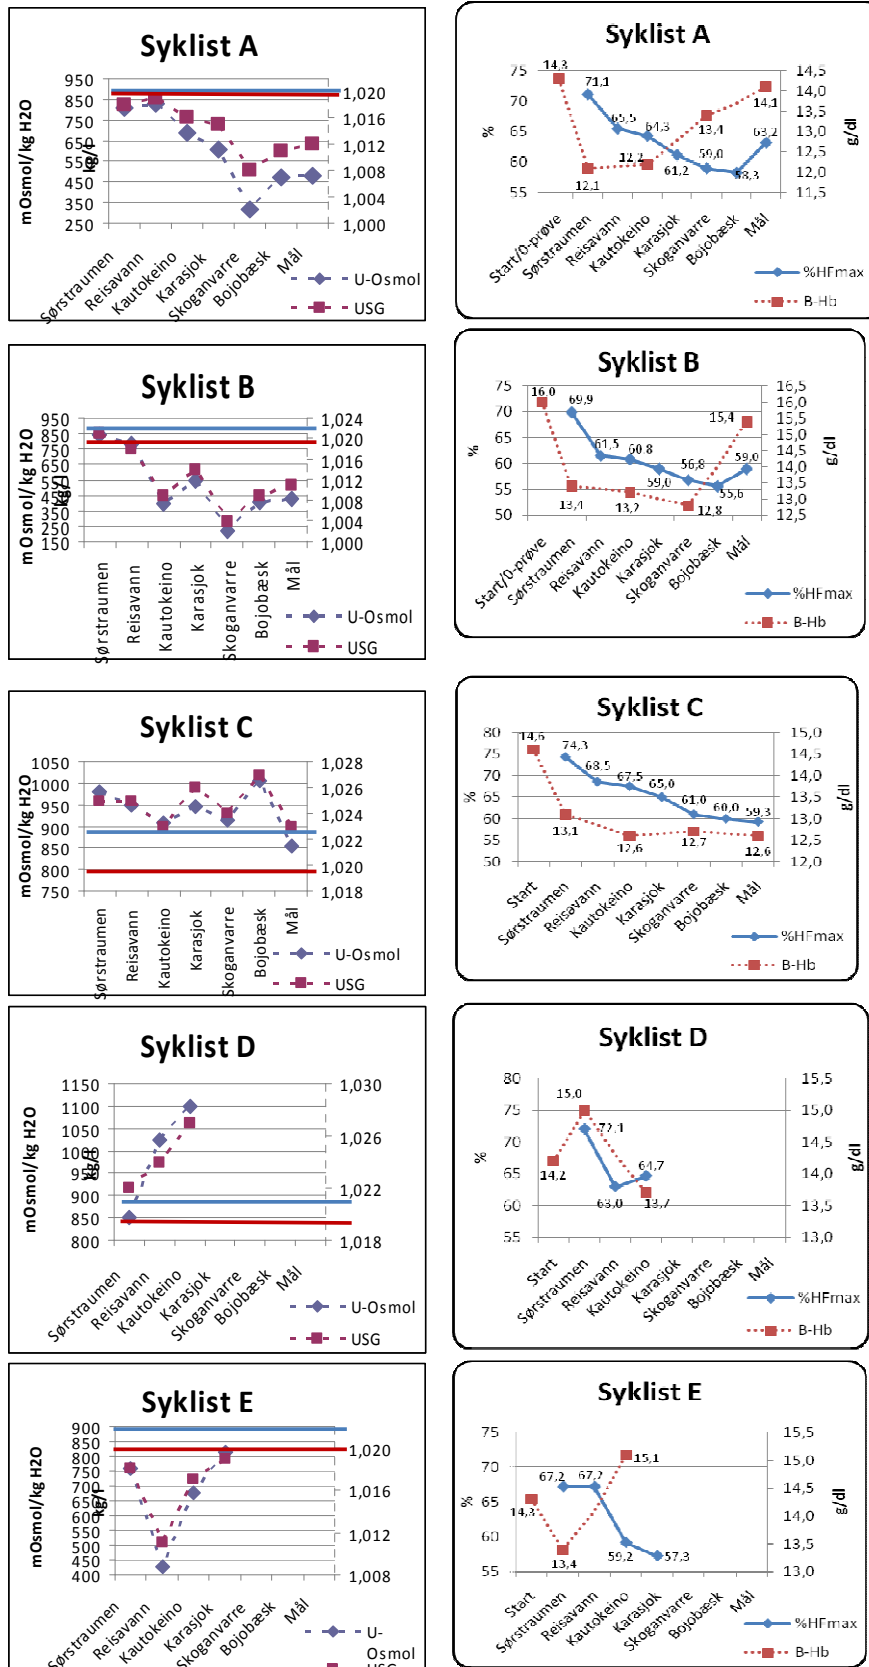 Syklist A
mOsmol/kg H2O
kg/l
950
850
750
650
550
450
350
250
1,020
1,016
1,012
1,008
1,004
1,000
Sørstraumen
Reisavann
Kautokeino
Karasjok
Skoganvarre
Bojobæsk
Mål
U-Osmol
USG
Syklist A
%
g/dl
75
70
65
60
55
14,5
14,0
13,5
13,0
12,5
12,0
11,5
14,3
71,1
65,5
64,3
61,2
59,0
58,3
63,2
12,1
12,2
13,4
14,1
Start/0-prøve
Sørstraumen
Reisavann
Kautokeino
Karasjok
Skoganvarre
Bojobæsk
Mål
%HFmax
B-Hb
Syklist B
mOsmol/kg H2O
kg/l
950
850
750
650
550
450
350
250
150
1,024
1,020
1,016
1,012
1,008
1,004
1,000
Sørstraumen
Reisavann
Kautokeino
Karasjok
Skoganvarre
Bojobæsk
Mål
U-Osmol
USG
Syklist B
%
g/dl
75
70
65
60
55
50
16,5
16,0
15,5
15,0
14,5
14,0
13,5
13,0
12,5
16,0
69,9
61,5
60,8
59,0
56,8
55,6
59,0
13,4
13,2
12,8
15,4
Start/0-prøve
Sørstraumen
Reisavann
Kautokeino
Karasjok
Skoganvarre
Bojobæsk
Mål
%HFmax
B-Hb
Syklist C
mOsmol/kg H2O
kg/l
1050
1000
950
900
850
800
750
1,028
1,026
1,024
1,022
1,020
1,018
Sørstraumen
Reisavann
Kautokeino
Karasjok
Skoganvarre
Bojobæsk
Mål
U-Osmol
USG
Syklist C
%
g/dl
80
75
70
65
60
55
50
15,0
14,5
14,0
13,5
13,0
12,5
12,0
14,6
74,3
68,5
67,5
65,0
61,0
60,0
59,3
13,1
12,6
12,7
12,6
Start
Sørstraumen
Reisavann
Kautokeino
Karasjok
Skoganvarre
Bojobæsk
Mål
%HFmax
B-Hb
Syklist D
mOsmol/kg H2O
kg/l
1150
1100
1050
1000
950
900
850
800
1,030
1,026
1,022
1,018
Sørstraumen
Reisavann
Kautokeino
Karasjok
Skoganvarre
Bojobæsk
Mål
U-Osmol
USG
Syklist D
%
g/dl
80
75
70
65
60
55
15,5
15,0
14,5
14,0
13,5
13,0
15,0
72,1
14,2
63,0
64,7
13,7
Start
Sørstraumen
Reisavann
Kautokeino
Karasjok
Skoganvarre
Bojobæsk
Mål
%HFmax
B-Hb
Syklist E
mOsmol/kg H2O
kg/l
900
850
800
750
700
650
600
550
500
450
400
1,020
1,016
1,012
1,008
Sørstraumen
Reisavann
Kautokeino
Karasjok
Skoganvarre
Bojobæsk
Mål
U-
Osmol
USG
Syklist E
%
g/dl
75
70
65
60
55
15,5
15,0
14,5
14,0
13,5
13,0
67,2
67,2
15,1
14,3
13,4
59,2
57,3
Start
Sørstraumen
Reisavann
Kautokeino
Karasjok
Skoganvarre
Bojobæsk
Mål
%HFmax
B-Hb